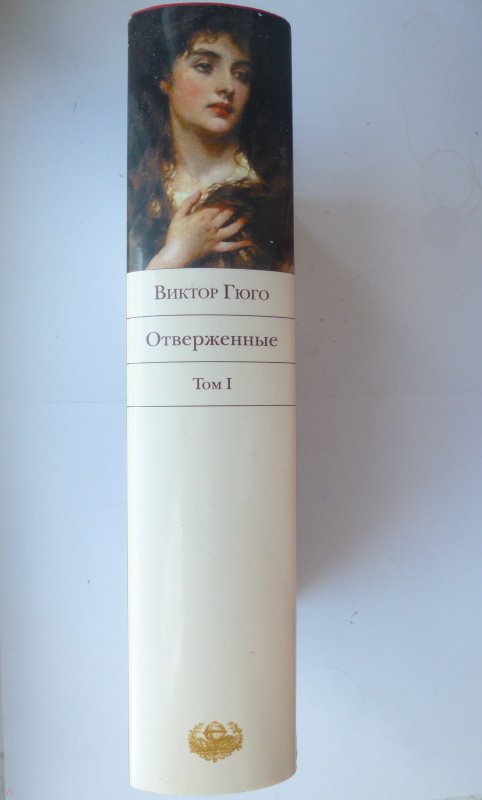 Виктор Гюго
Отверженные
Том I